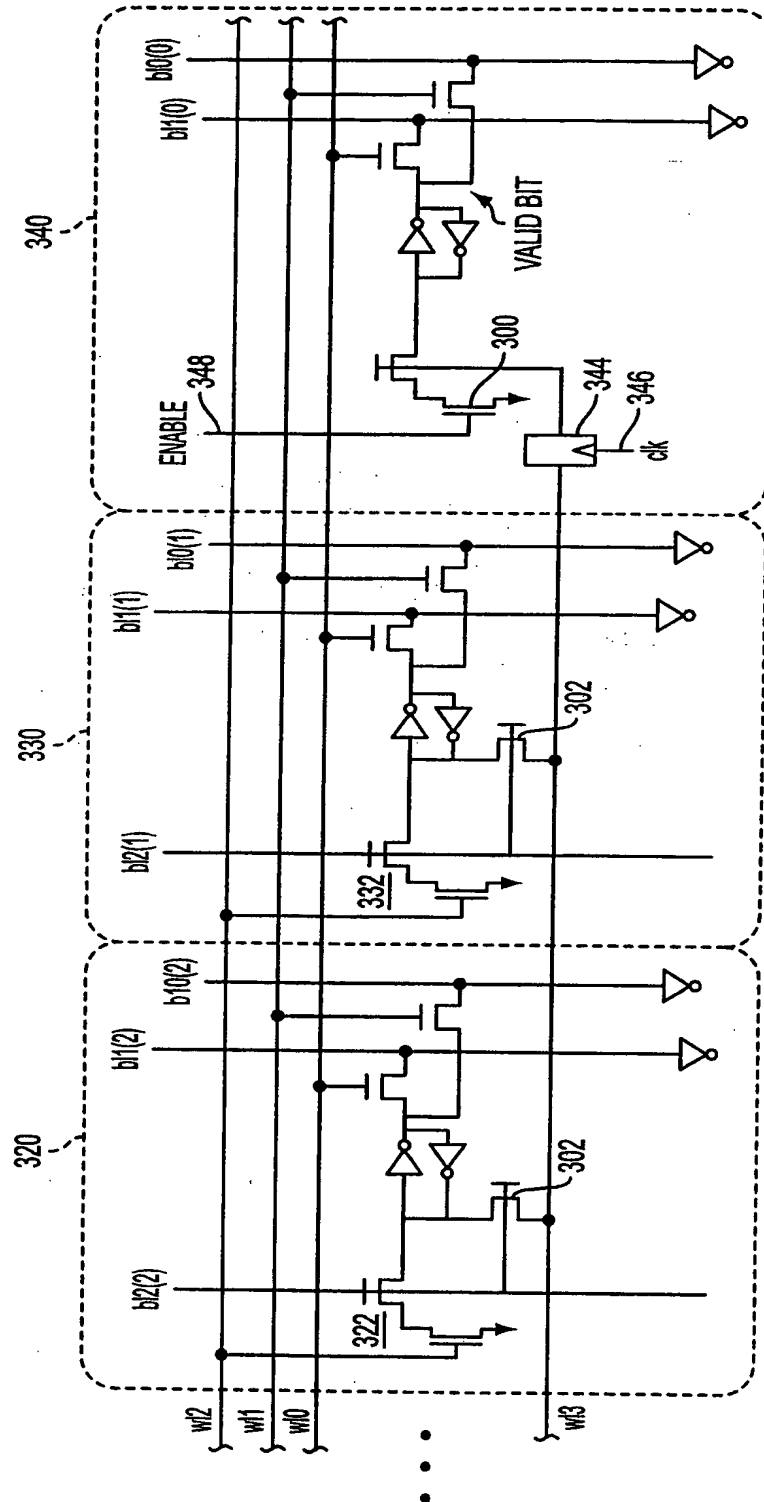 320
330
340
bl2(2)
bl1(2)
b10(2)
bl2(1)
bl1(1)
bl0(1)
ENABLE
348
bl1(0)
bl0(0)
wl2
wl1
wl0
322
332
302
302
300
VALID BIT
344
346
clk
wl3